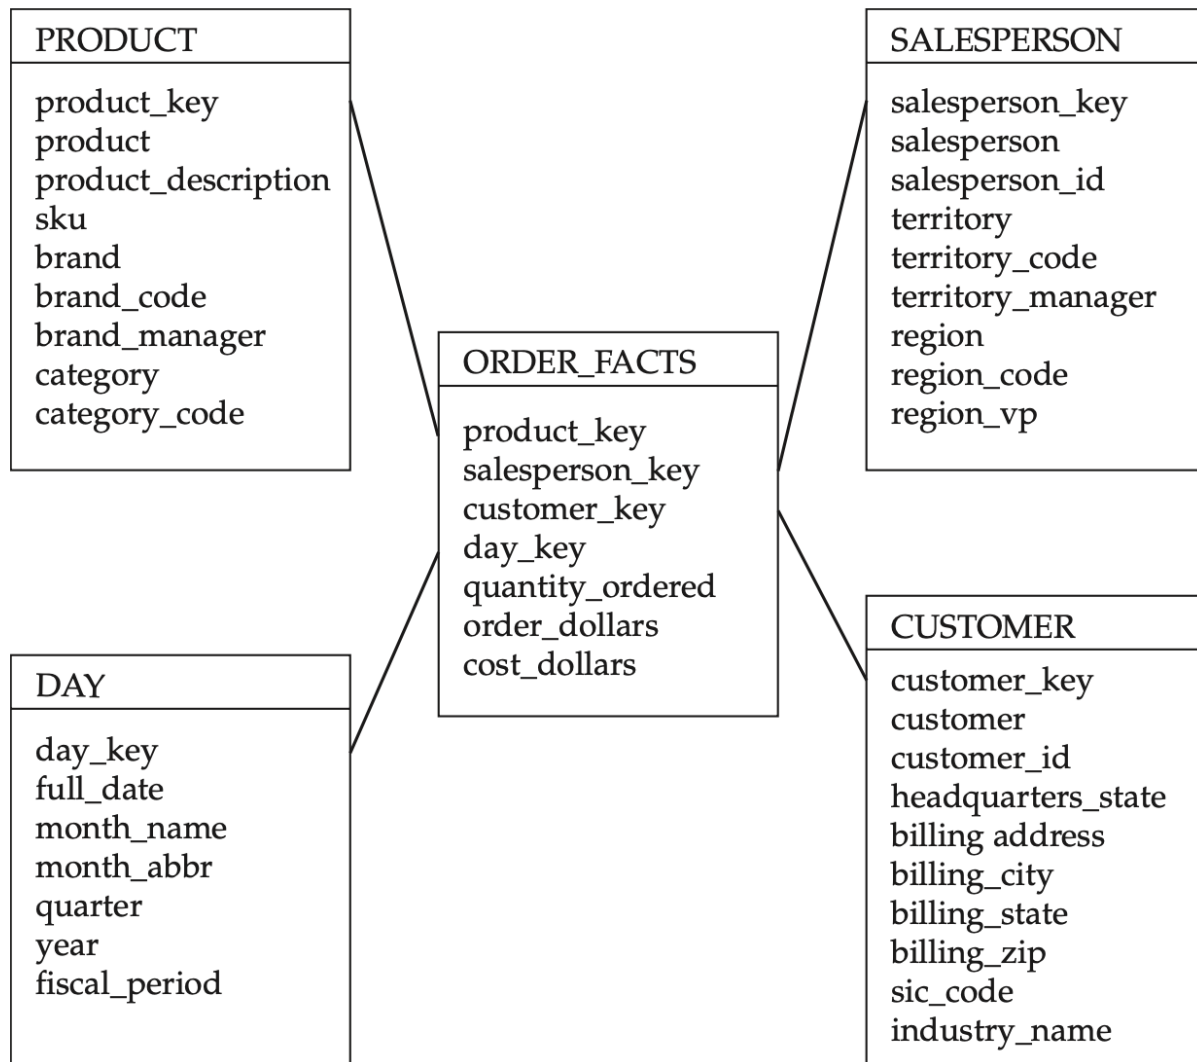 PRODUCT
product_key
product
product_description
sku
brand
brand_code
brand_manager
category
category_code
SALESPERSON
salesperson_key
salesperson
salesperson_id
territory
territory_code
territory_manager
region
region_code
region_vp
ORDER_FACTS
product_key
salesperson_key
customer_key
day_key
quantity_ordered
order_dollars
cost_dollars
DAY
day_key
full_date
month_name
month_abbr
quarter
year
fiscal_period
CUSTOMER
customer_key
customer
customer_id
headquarters_state
billing address
billing_city
billing_state
billing_zip
sic_code
industry_name